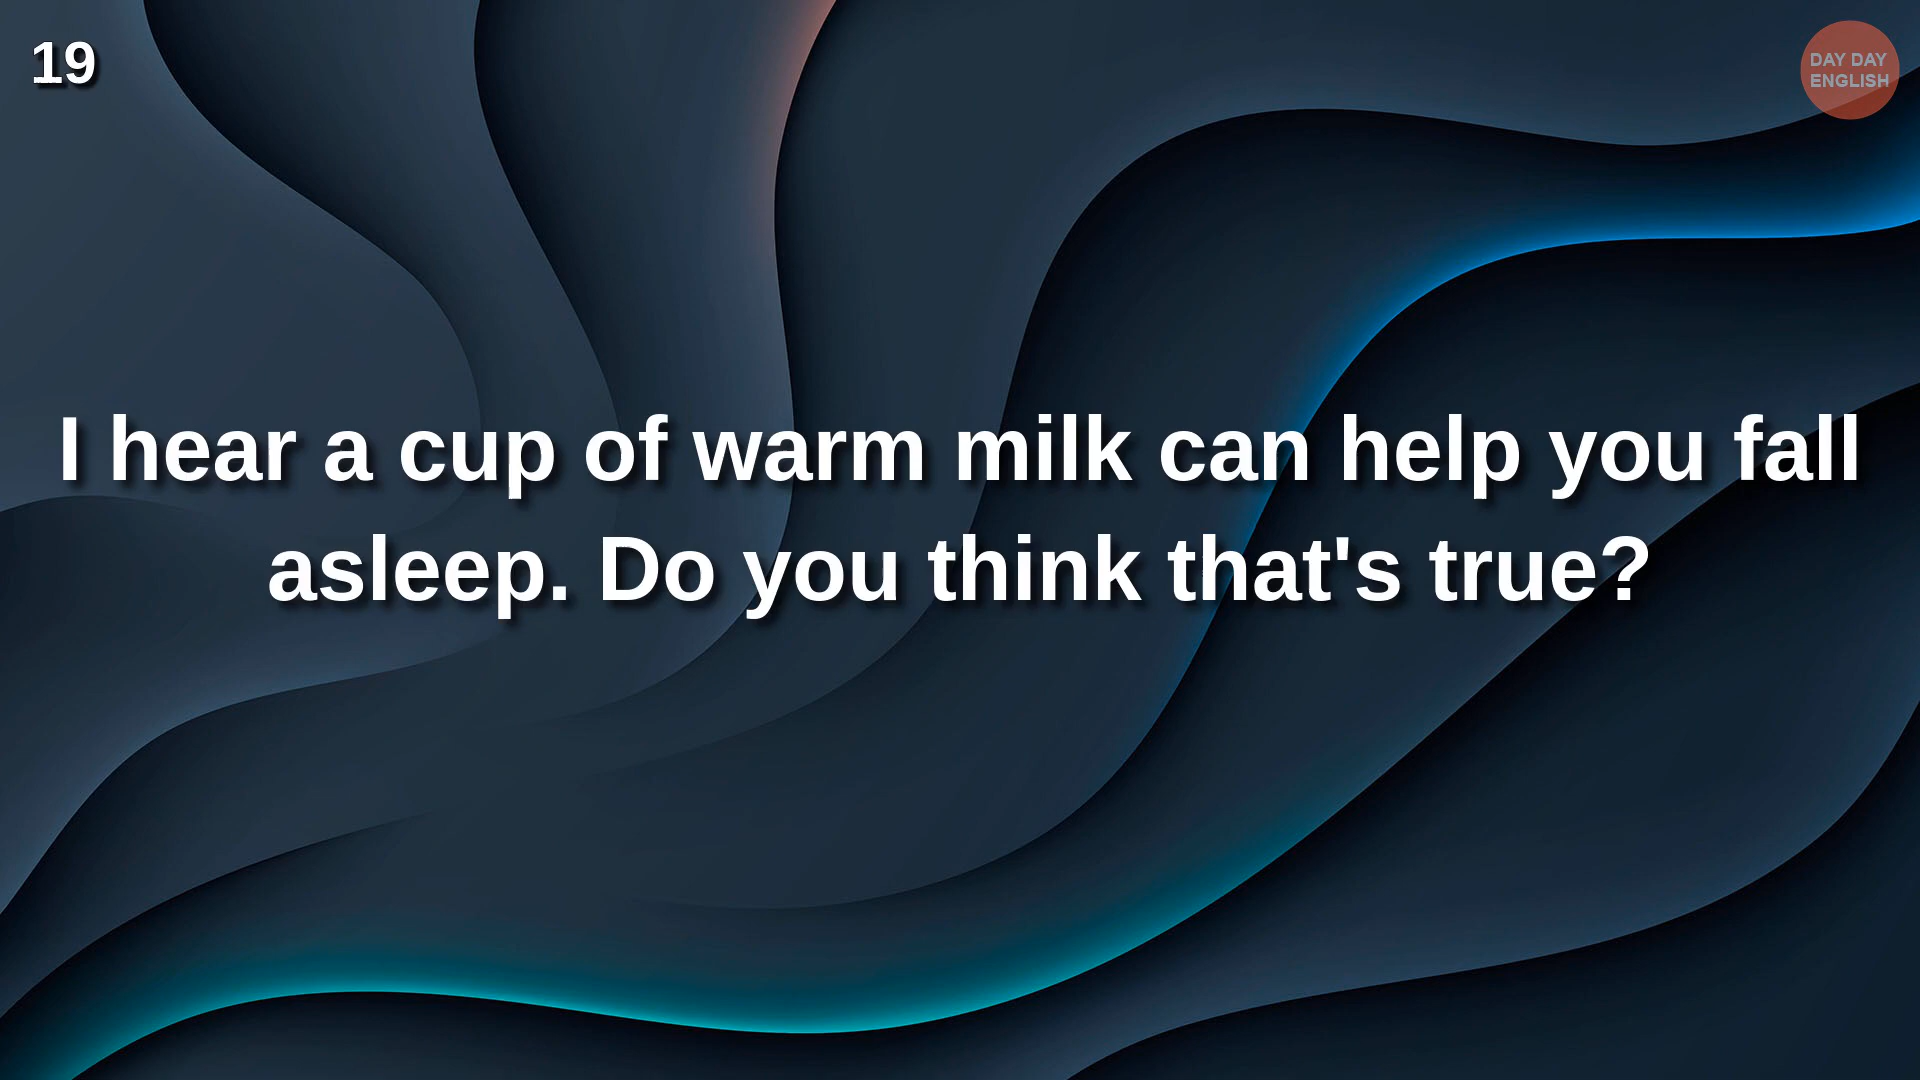 19
DAY DAY
ENGLISH
I hear a cup of warm milk can help you fall
asleep. Do you think that's true?